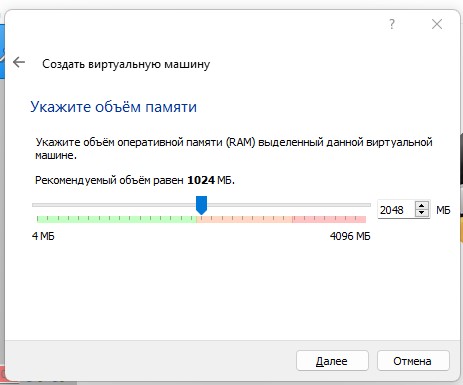 ?
Создать виртуальную машину
Укажите объём памяти
Укажите объём оперативной памяти (RAM) выделенный данной виртуальной
машине.
Рекомендуемый объём равен 1024 МБ.
2048 МБ
4 МБ 4096 МБ
Далее Отмена